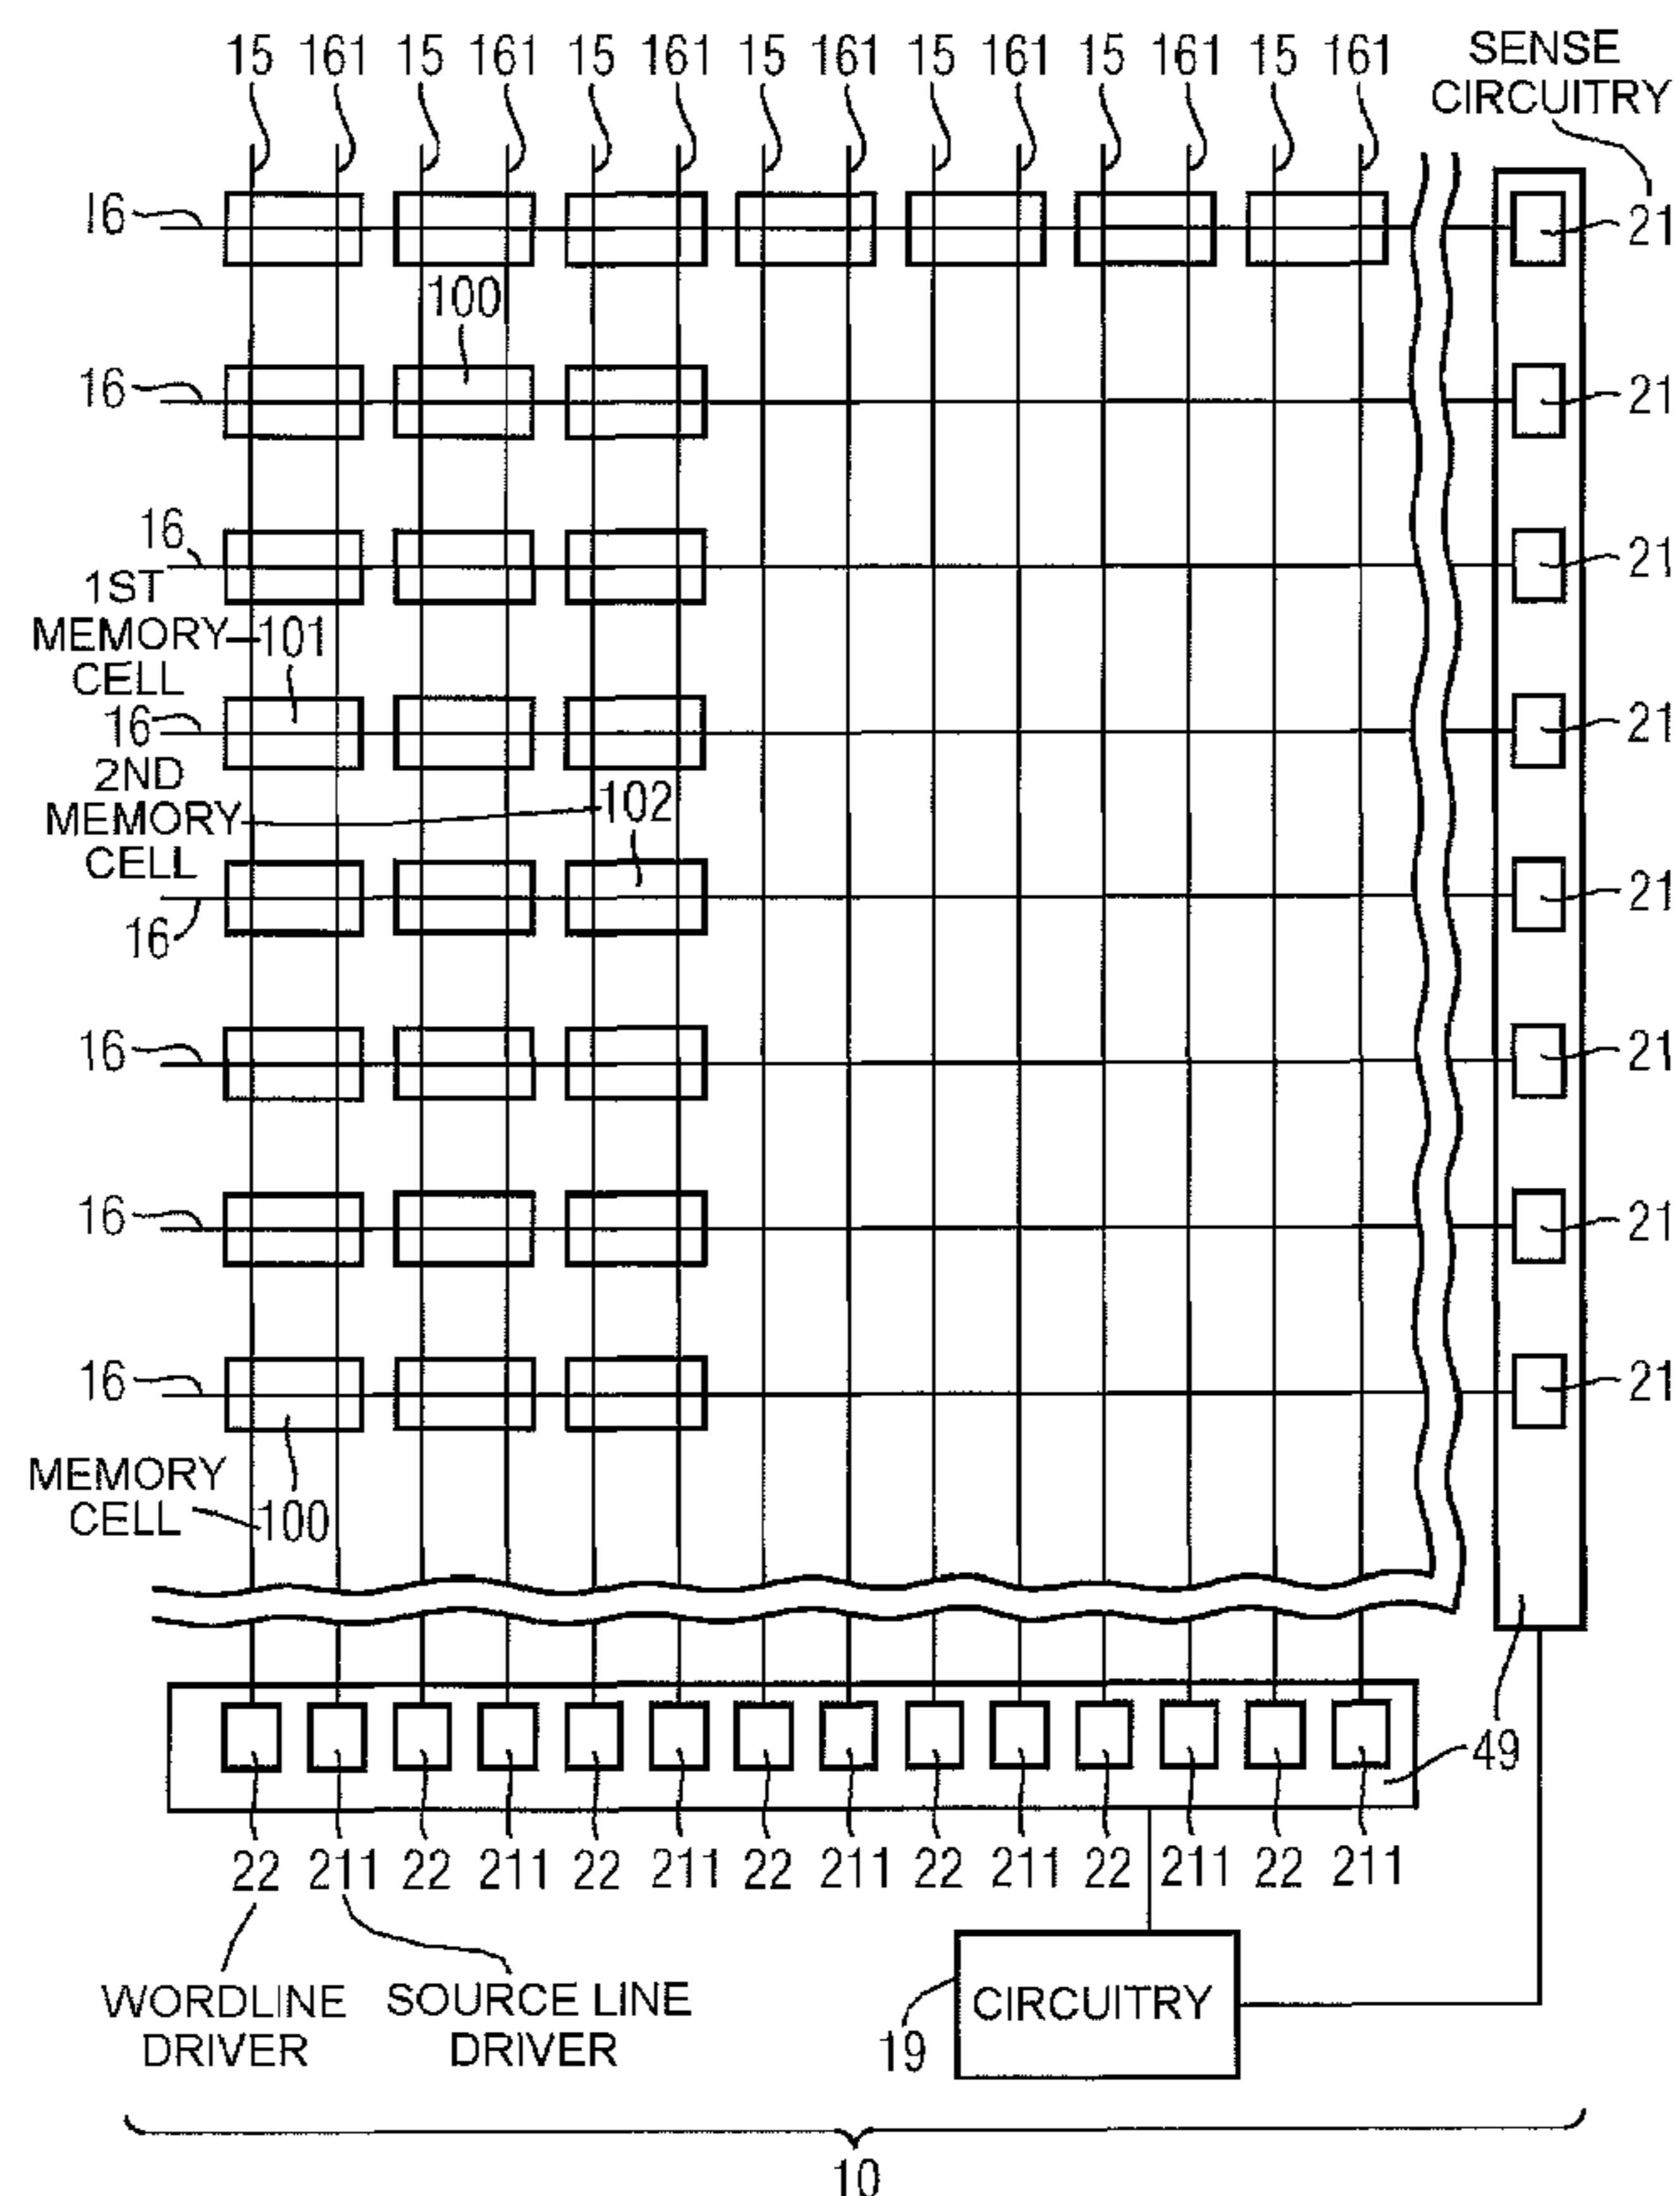 15 161 15 161 15 161 15 161 15 161 15 161 15 161
SENSE
CIRCUITRY
16
21
100
16
21
16
21
1ST
MEMORY
CELL
101
16
21
2ND
MEMORY
CELL
102
16
21
16
21
16
21
16
21
MEMORY
CELL
100
49
22 211 22 211 22 211 22 211 22 211 22 211 22 211
WORDLINE
DRIVER
SOURCE LINE
DRIVER
19
CIRCUITRY
10